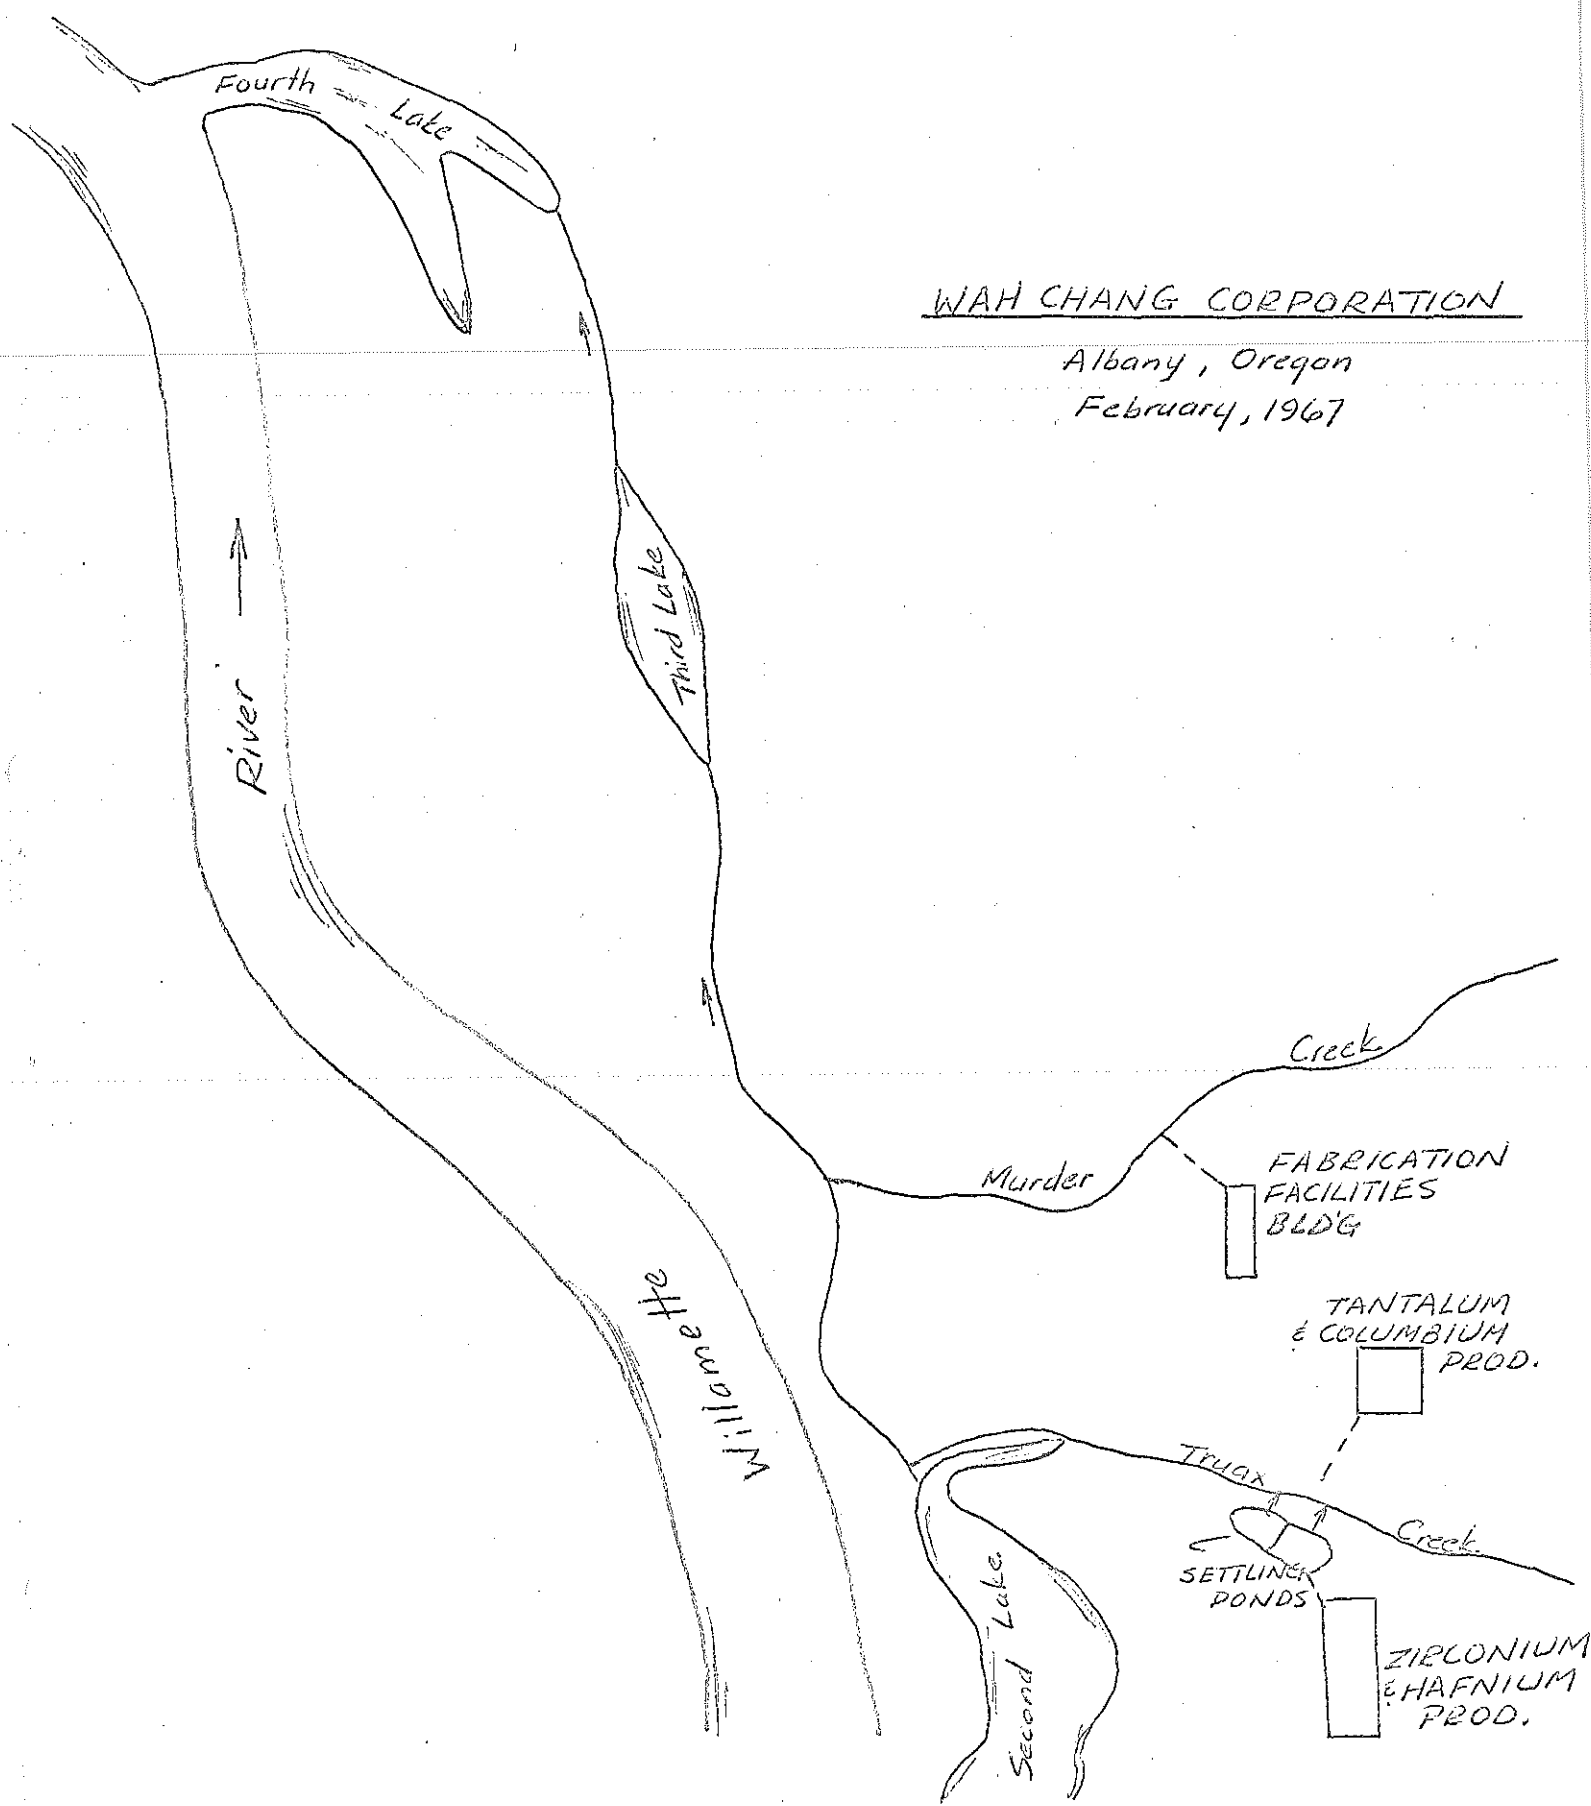 Fourth Lake
WAH CHANG CORPORATION
Albany, Oregon
February, 1967
Third Lake
River
Creek
Murder
FABRICATION
FACILITIES
BLD'G
Willamette
TANTALUM
& COLUMBIUM
PROD.
Truax
Creek
SETTLING
PONDS
Second Lake
ZIRCONIUM
& HAFNIUM
PROD.